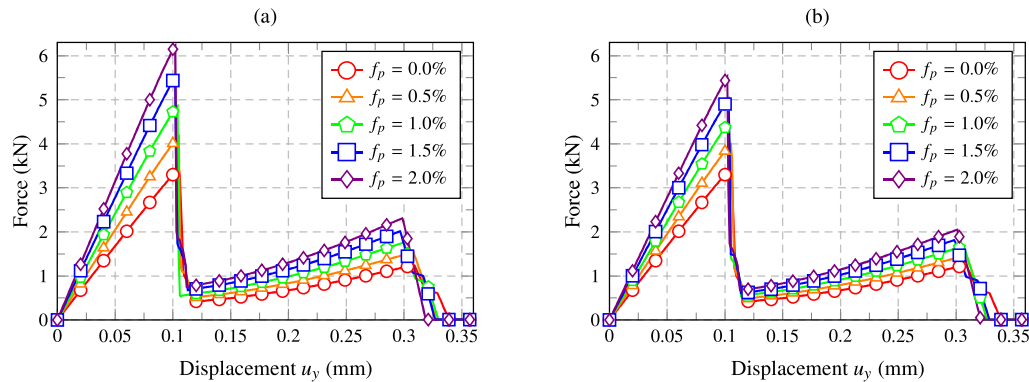 (a)
6
5
4
3
2
1
0
Force (kN)
0
0.05
0.1
0.15
0.2
0.25
0.3
0.35
Displacement u_y (mm)
f_p = 0.0%
f_p = 0.5%
f_p = 1.0%
f_p = 1.5%
f_p = 2.0%
(b)
6
5
4
3
2
1
0
Force (kN)
0
0.05
0.1
0.15
0.2
0.25
0.3
0.35
Displacement u_y (mm)
f_p = 0.0%
f_p = 0.5%
f_p = 1.0%
f_p = 1.5%
f_p = 2.0%